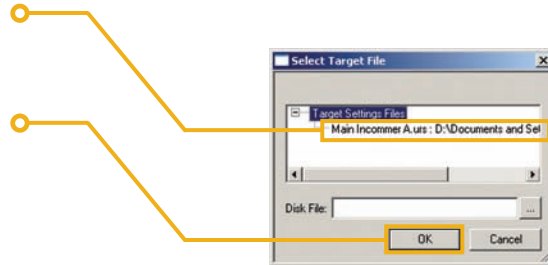 Select Target File
Target Settings Files
Main Incommer A.urs : D:\Documents and Set
Disk File:
...
OK Cancel